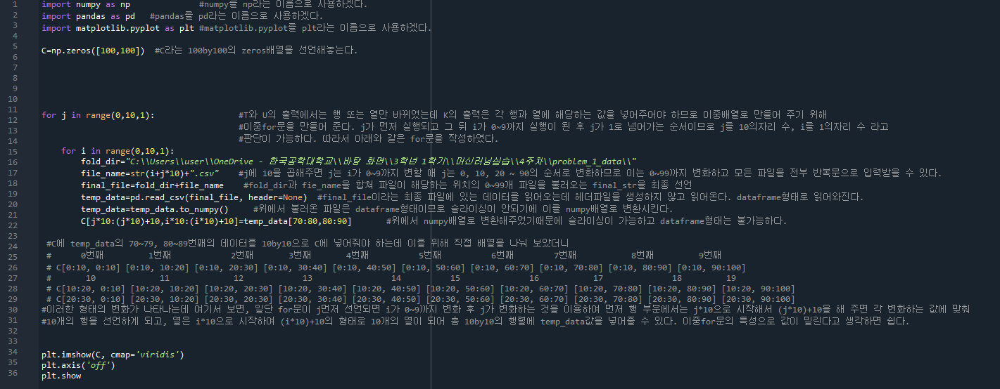 1 import numpy as np #numpy를 np라는 이름으로 사용하겠다.
2 import pandas as pd #pandas를 pd라는 이름으로 사용하겠다.
3 import matplotlib.pyplot as plt #matplotlib.pyplot를 plt라는 이름으로 사용하겠다.
4
5 C=np.zeros([100,100]) #C라는 100by100의 zeros배열을 선언해놓는다.
6
7
8
9
10
11 for j in range(0,10,1): #T와 U의 출력에서는 행 또는 열만 바뀌었는데 K의 출력은 각 행과 열에 해당하는 값을 넣어주어야 하므로 이중배열로 만들어 주기 위해
12 #이중for문을 만들어 준다. j가 먼저 실행되고 그 뒤 i가 0~9까지 실행이 된 후 j가 1로 넘어가는 순서이므로 j를 10의자리 수, i를 1의자리 수 라고
13 #판단이 가능하다. 따라서 아래와 같은 for문을 작성하였다.
14
15 for i in range(0,10,1):
16 fold_dir="C:\\Users\\user\\OneDrive - 한국공학대학교\\바탕 화면\\3학년 1학기\\머신러닝실습\\4주차\\problem_1_data\\"
17 file_name=str(i+j*10)+".csv" #j에 10을 곱해주면 j는 i가 0~9까지 변할 때 j는 0, 10, 20 ~ 90의 순서로 변화하므로 이는 0~99까지 변화하고 모든 파일을 전부 반복문으로 입력받을 수 있다.
18 final_file=fold_dir+file_name #fold_dir과 fie_name을 합쳐 파일이 해당하는 위치의 0~99개 파일을 불러오는 final_str을 최종 선언
19 temp_data=pd.read_csv(final_file, header=None) #final_file이라는 최종 파일에 있는 데이터를 읽어오는데 헤더파일을 생성하지 않고 읽어온다. dataframe형태로 읽어와진다.
20 temp_data=temp_data.to_numpy() #위에서 불러온 파일은 dataframe형태이므로 슬라이싱이 안되기에 이를 numpy배열로 변환시킨다.
21 C[j*10:(j*10)+10,i*10:(i*10)+10]=temp_data[70:80,80:90] #위에서 numpy배열로 변환해주었기때문에 슬라이싱이 가능하고 dataframe형태는 불가능하다.
22
23 #C에 temp_data의 70~79, 80~89번째의 데이터를 10by10으로 C에 넣어줘야 하는데 이를 위해 직접 배열을 나눠 보았더니
24 # 0번째 1번째 2번째 3번째 4번째 5번째 6번째 7번째 8번째 9번째
25 # C[0:10, 0:10] [0:10, 10:20] [0:10, 20:30] [0:10, 30:40] [0:10, 40:50] [0:10, 50:60] [0:10, 60:70] [0:10, 70:80] [0:10, 80:90] [0:10, 90:100]
26 # 10 11 12 13 14 15 16 17 18 19
27 # C[10:20, 0:10] [10:20, 10:20] [10:20, 20:30] [10:20, 30:40] [10:20, 40:50] [10:20, 50:60] [10:20, 60:70] [10:20, 70:80] [10:20, 80:90] [10:20, 90:100]
28 # C[20:30, 0:10] [20:30, 10:20] [20:30, 20:30] [20:30, 30:40] [20:30, 40:50] [20:30, 50:60] [20:30, 60:70] [20:30, 70:80] [20:30, 80:90] [20:30, 90:100]
29 #이러한 형태의 변화가 나타나는데 여기서 보면, 일단 for문이 j먼저 선언되면 i가 0~9까지 변화 후 j가 변화하는 것을 이용하여 먼저 행 부분에서는 j*10으로 시작해서 (j*10)+10을 해 주면 각 변화하는 값에 맞춰
30 #10개의 행을 선언하게 되고, 열은 i*10으로 시작하여 (i*10)+10의 형태로 10개의 열이 되어 총 10by10의 행렬에 temp_data값을 넣어줄 수 있다. 이중for문의 특성으로 값이 밀린다고 생각하면 쉽다.
31
32
33
34 plt.imshow(C, cmap='viridis')
35 plt.axis('off')
36 plt.show